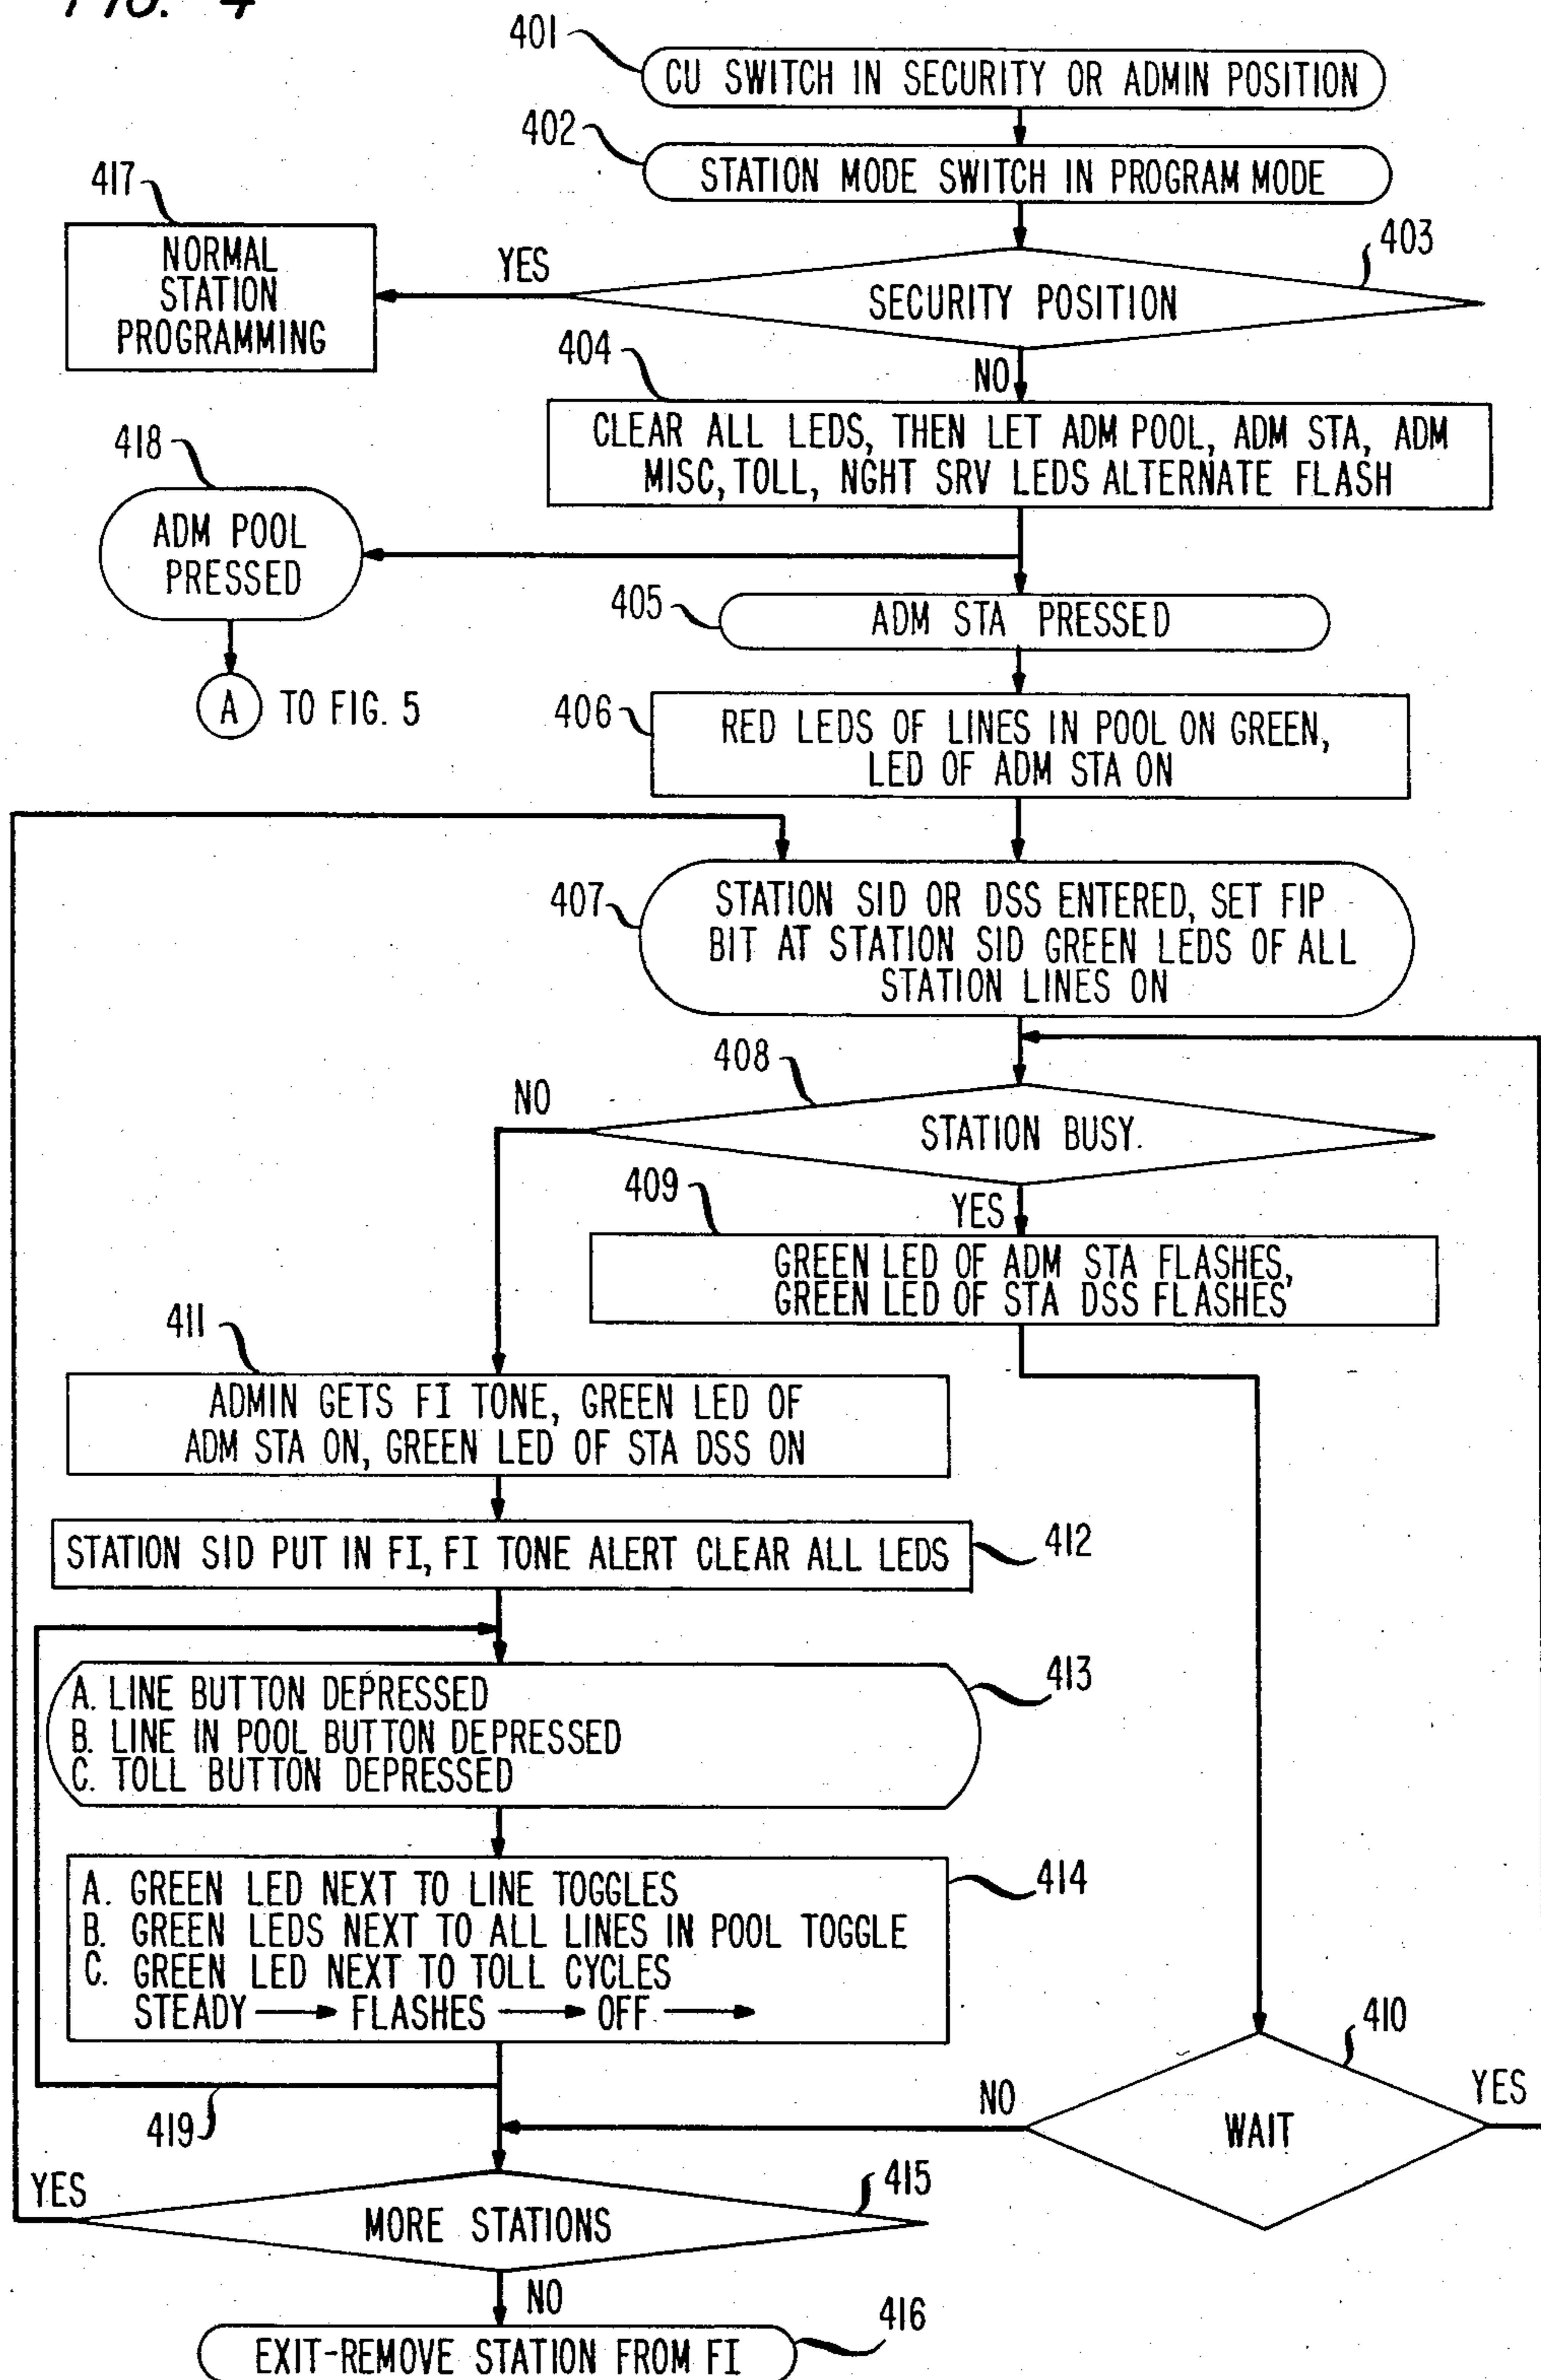 FIG. 4
401
CU SWITCH IN SECURITY OR ADMIN POSITION
402
STATION MODE SWITCH IN PROGRAM MODE
417
NORMAL
STATION
PROGRAMMING
YES
403
SECURITY POSITION
404
NO
CLEAR ALL LEDS, THEN LET ADM POOL, ADM STA, ADM
MISC, TOLL, NGHT SRV LEDS ALTERNATE FLASH
418
ADM POOL
PRESSED
405
ADM STA PRESSED
A TO FIG. 5
406
RED LEDS OF LINES IN POOL ON GREEN,
LED OF ADM STA ON
407
STATION SID OR DSS ENTERED, SET FIP
BIT AT STATION SID GREEN LEDS OF ALL
STATION LINES ON
408
NO
STATION BUSY.
409
YES
GREEN LED OF ADM STA FLASHES,
GREEN LED OF STA DSS FLASHES
411
ADMIN GETS FI TONE, GREEN LED OF
ADM STA ON, GREEN LED OF STA DSS ON
STATION SID PUT IN FI, FI TONE ALERT CLEAR ALL LEDS
412
A. LINE BUTTON DEPRESSED
B. LINE IN POOL BUTTON DEPRESSED
C. TOLL BUTTON DEPRESSED
413
A. GREEN LED NEXT TO LINE TOGGLES
B. GREEN LEDS NEXT TO ALL LINES IN POOL TOGGLE
C. GREEN LED NEXT TO TOLL CYCLES
STEADY → FLASHES → OFF →
414
410
NO
WAIT
YES
419
YES
MORE STATIONS
415
NO
EXIT-REMOVE STATION FROM FI
416